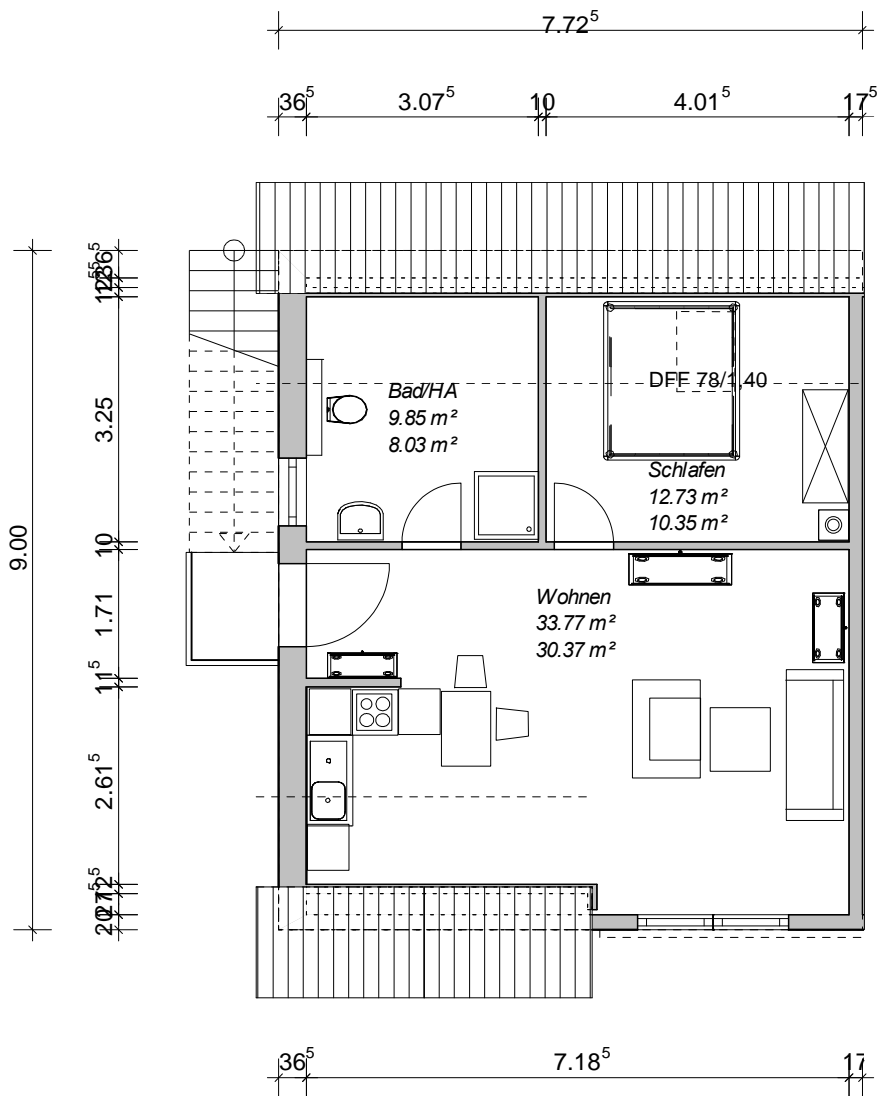 7.72⁵
36⁵ 3.07⁵ 10 4.01⁵ 17⁵
9.00
3.25
10
1.71
11⁵
2.61⁵
Bad/HA
9.85 m²
8.03 m²
DFF 78/1,40
Schlafen
12.73 m²
10.35 m²
Wohnen
33.77 m²
30.37 m²
36⁵ 7.18⁵ 17